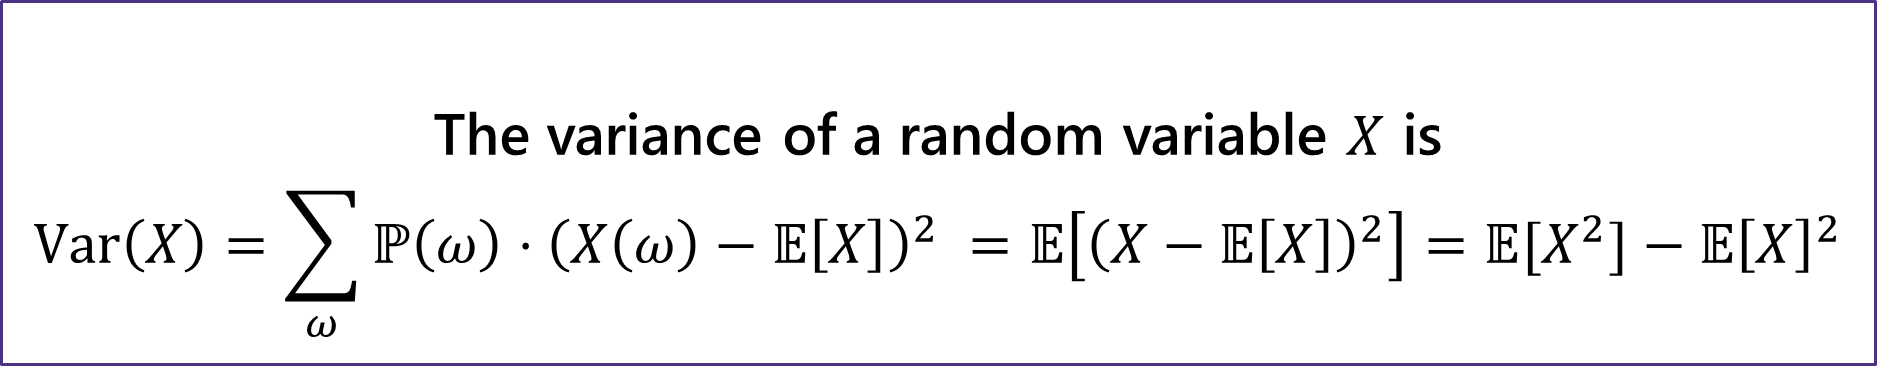 The variance of a random variable 𝑋 is
Var(𝑋) = ∑_𝜔 ℙ(𝜔) ⋅ (𝑋(𝜔) − 𝔼[𝑋])² = 𝔼[(𝑋 − 𝔼[𝑋])²] = 𝔼[𝑋²] − 𝔼[𝑋]²